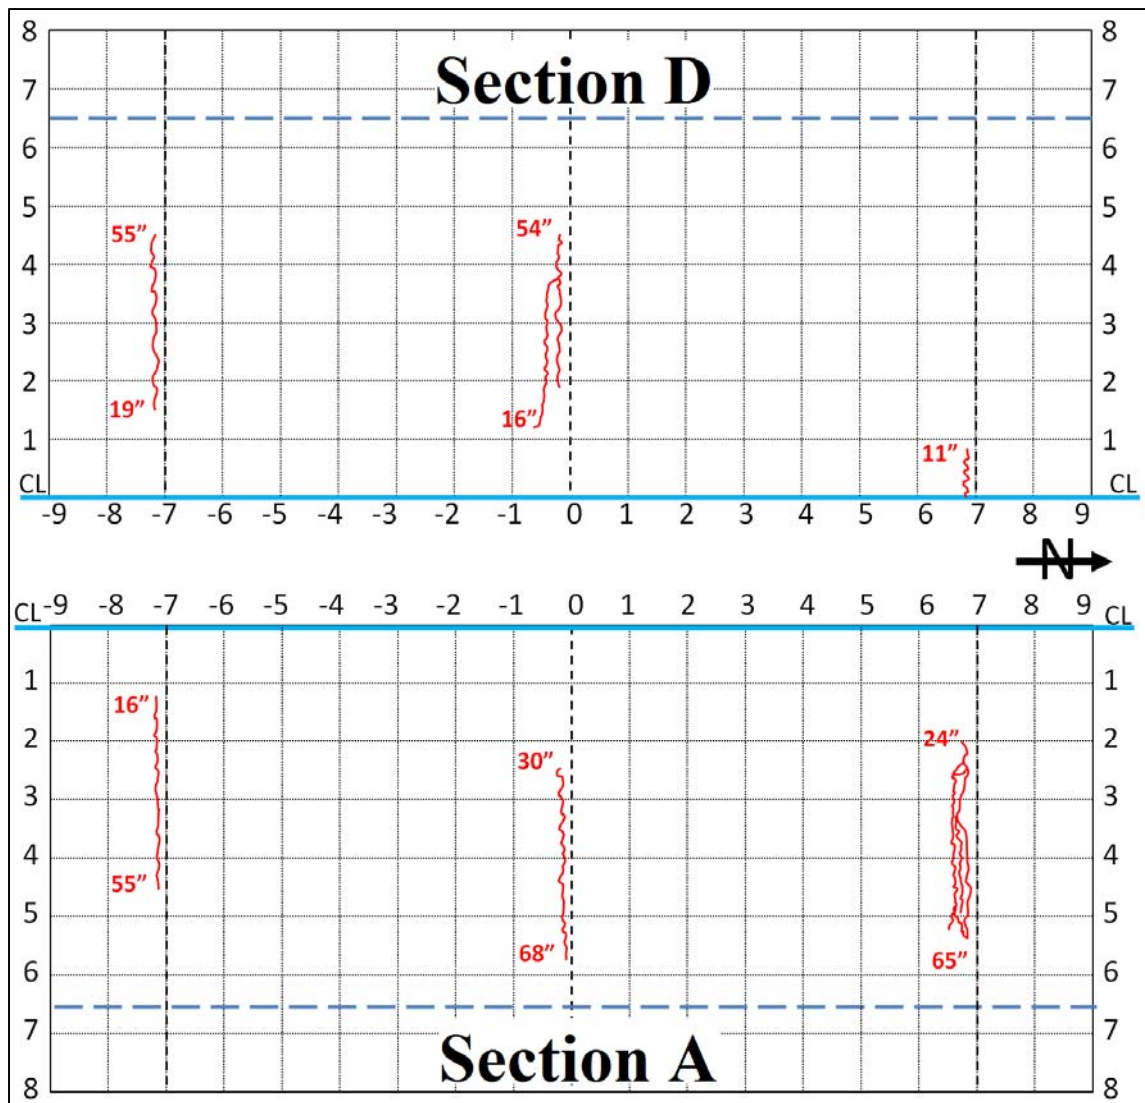 8 8
Section D
7 7
6 6
5 5
55” 54”
4 4
3 3
2 2
19” 16”
1 11” 1
CL CL
-9 -8 -7 -6 -5 -4 -3 -2 -1 0 1 2 3 4 5 6 7 8 9
N
CL -9 -8 -7 -6 -5 -4 -3 -2 -1 0 1 2 3 4 5 6 7 8 9 CL
1 1
16”
2 24” 2
30”
3 3
4 4
55”
5 5
68” 65”
6 6
7 7
Section A
8 8